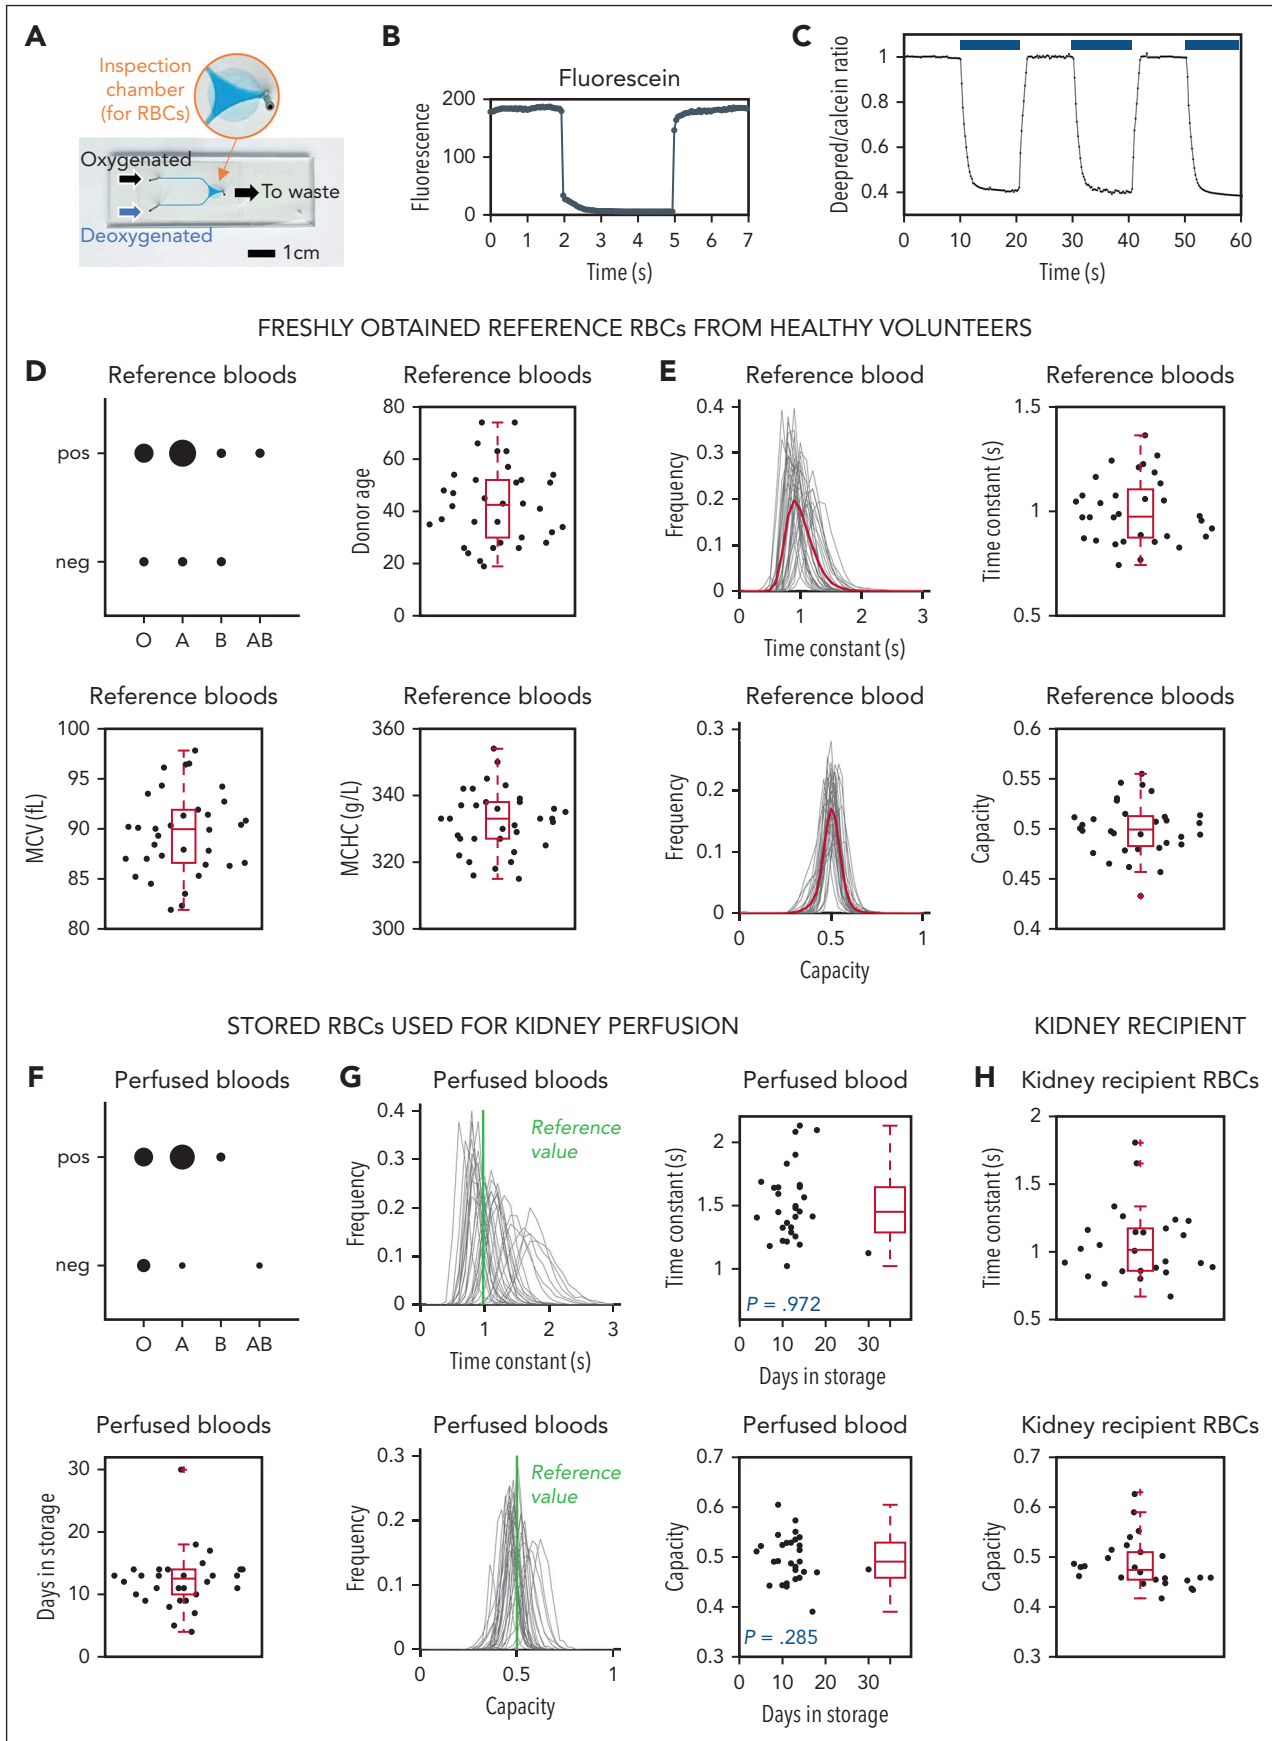 A
Inspection
chamber
(for RBCs)
Oxygenated
To waste
Deoxygenated
1cm
B
Fluorescein
Fluorescence
200
100
0
0 1 2 3 4 5 6 7
Time (s)
C
Deepred/calcein ratio
1
0.8
0.6
0.4
0 10 20 30 40 50 60
Time (s)
FRESHLY OBTAINED REFERENCE RBCs FROM HEALTHY VOLUNTEERS
D
Reference bloods
pos
neg
O A B AB
Reference bloods
Donor age
80
60
40
20
0
E
Reference blood
Frequency
0.4
0.3
0.2
0.1
0
0 1 2 3
Time constant (s)
Reference bloods
Time constant (s)
1.5
1
0.5
Reference bloods
MCV (fL)
100
95
90
85
80
Reference bloods
MCHC (g/L)
360
340
320
300
Reference blood
Frequency
0.3
0.2
0.1
0
0 0.5 1
Capacity
Reference bloods
Capacity
0.6
0.55
0.5
0.45
0.4
STORED RBCs USED FOR KIDNEY PERFUSION
KIDNEY RECIPIENT
F
Perfused bloods
pos
neg
O A B AB
G
Perfused bloods
Frequency
0.4
0.3
0.2
0.1
0
Reference
value
0 1 2 3
Time constant (s)
Perfused blood
Time constant (s)
2
1.5
1
P = .972
0 10 20 30
Days in storage
H
Kidney recipient RBCs
Time constant (s)
2
1.5
1
0.5
Perfused bloods
Days in storage
30
20
10
0
Perfused bloods
Frequency
0.3
0.2
0.1
0
Reference
value
0 0.5 1
Capacity
Perfused blood
Capacity
0.7
0.6
0.5
0.4
0.3
P = .285
0 10 20 30
Days in storage
Kidney recipient RBCs
Capacity
0.7
0.6
0.5
0.4
0.3